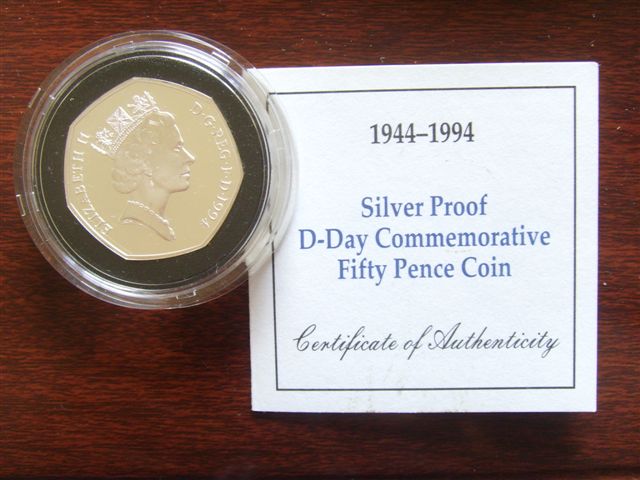 ELIZABETH II
D·G·REG·F·D·1994
1944–1994
Silver Proof
D-Day Commemorative
Fifty Pence Coin
Certificate of Authenticity